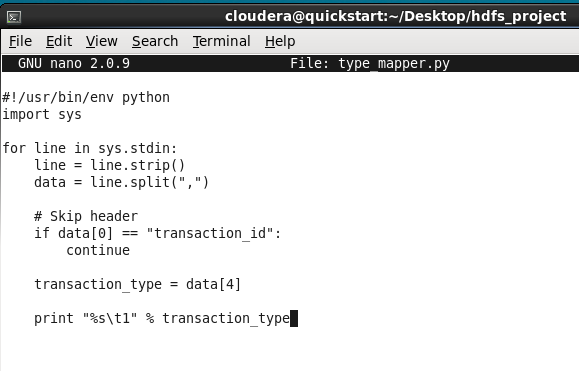 cloudera@quickstart:~/Desktop/hdfs_project
File Edit View Search Terminal Help
GNU nano 2.0.9 File: type_mapper.py
#!/usr/bin/env python
import sys
for line in sys.stdin:
    line = line.strip()
    data = line.split(",")
    # Skip header
    if data[0] == "transaction_id":
        continue
    transaction_type = data[4]
    print "%s\t1" % transaction_type